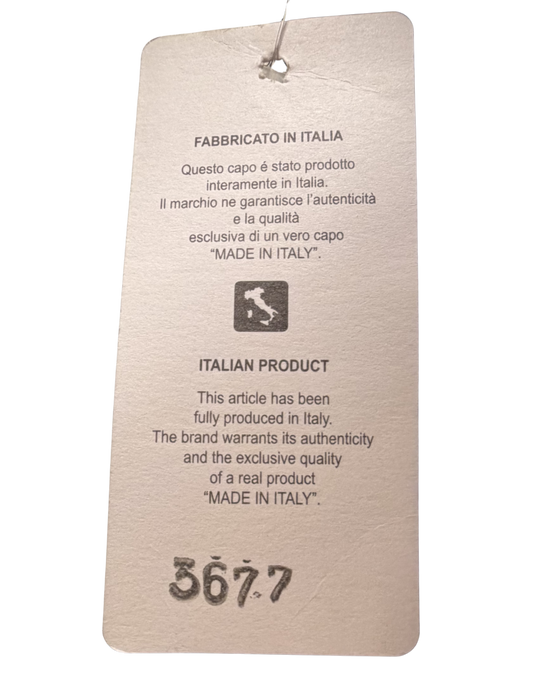 FABBRICATO IN ITALIA
Questo capo é stato prodotto
interamente in Italia.
Il marchio ne garantisce l'autenticità
e la qualità
esclusiva di un vero capo
“MADE IN ITALY”.
ITALIAN PRODUCT
This article has been
fully produced in Italy.
The brand warrants its authenticity
and the exclusive quality
of a real product
“MADE IN ITALY”.
3677